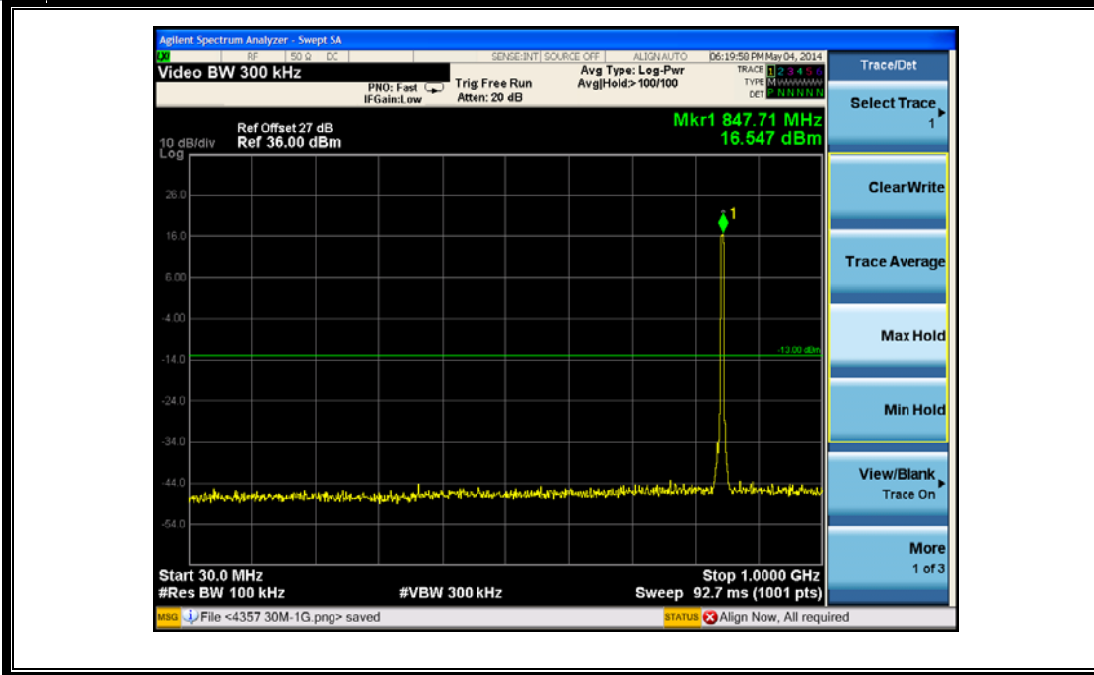 Agilent Spectrum Analyzer - Swept SA
LXI RF 50 Ω DC SENSE:INT SOURCE OFF ALIGN AUTO 06:19:58 PM May 04, 2014
Video BW 300 kHz
PNO: Fast
IFGain:Low
Trig Free Run
Atten: 20 dB
Avg Type: Log-Pwr
Avg|Hold:>100/100
TRACE 1 2 3 4 5 6
TYPE M
DET P N N N N N
Ref Offset 27 dB
10 dB/div Ref 36.00 dBm
Log
Mkr1 847.71 MHz
16.547 dBm
26.0
1
16.0
6.00
-4.00
-13.00 dBm
-14.0
-24.0
-34.0
-44.0
-54.0
Start 30.0 MHz Stop 1.0000 GHz
#Res BW 100 kHz #VBW 300 kHz Sweep 92.7 ms (1001 pts)
MSG File <4357 30M-1G.png> saved STATUS Align Now, All required
Trace/Det
Select Trace
1
Clear Write
Trace Average
Max Hold
Min Hold
View/Blank
Trace On
More
1 of 3